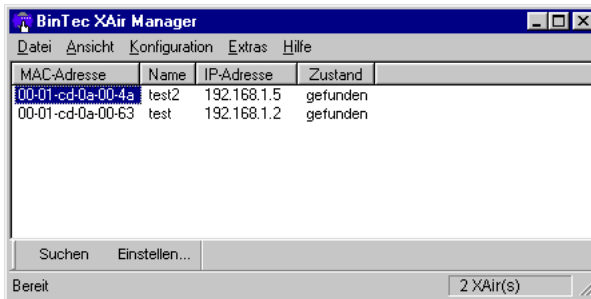 BinTec XAir Manager
Datei Ansicht Konfiguration Extras Hilfe
MAC-Adresse Name IP-Adresse Zustand
00-01-cd-0a-00-4a test2 192.168.1.5 gefunden
00-01-cd-0a-00-63 test 192.168.1.2 gefunden
Suchen Einstellen...
Bereit 2 XAir(s)